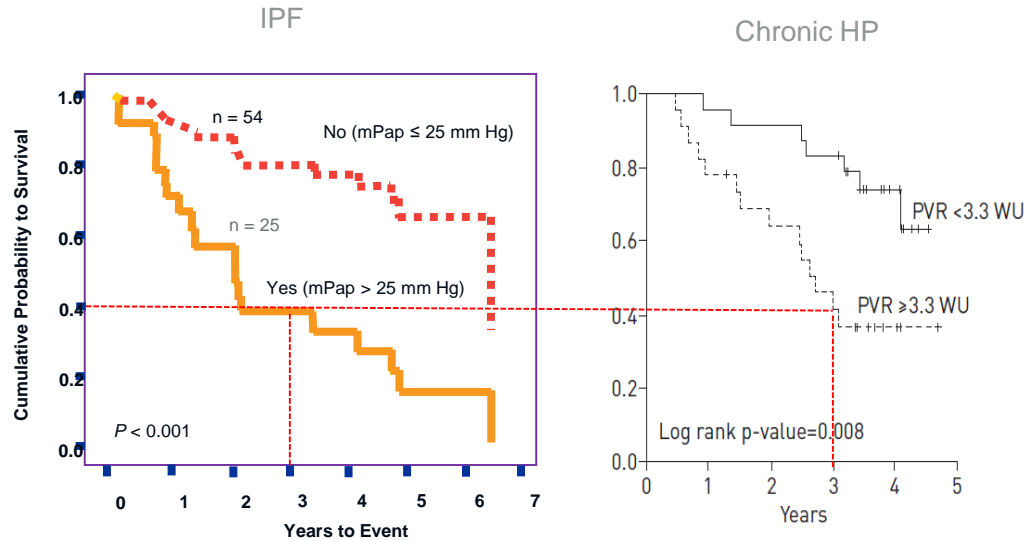 IPF
Chronic HP
Cumulative Probability to Survival
1.0
0.8
0.6
0.4
0.2
0.0
n = 54
No (mPap ≤ 25 mm Hg)
n = 25
Yes (mPap > 25 mm Hg)
P < 0.001
0 1 2 3 4 5 6 7
Years to Event
1.0
0.8
0.6
0.4
0.2
0.0
PVR <3.3 WU
PVR ⩾3.3 WU
Log rank p-value=0.008
0 1 2 3 4 5
Years